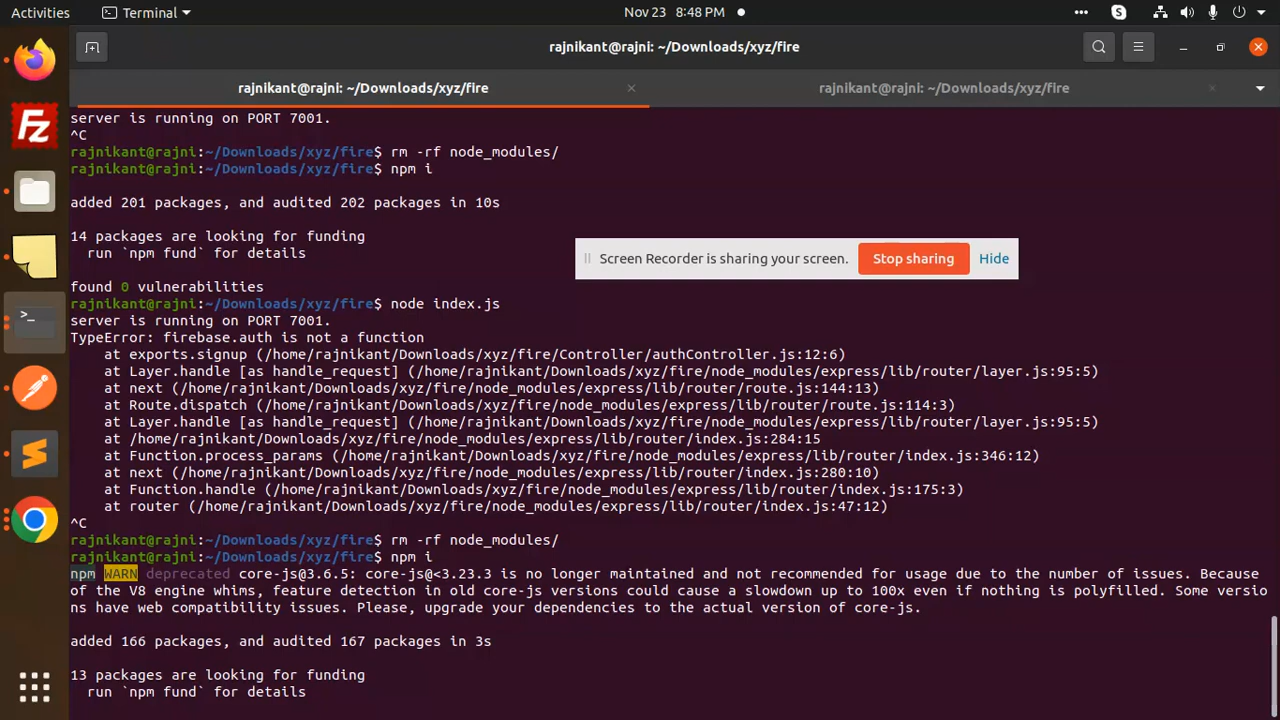 Activities
Terminal
Nov 23 8:48 PM
rajnikant@rajni: ~/Downloads/xyz/fire
rajnikant@rajni: ~/Downloads/xyz/fire
rajnikant@rajni: ~/Downloads/xyz/fire
server is running on PORT 7001.
^C
rajnikant@rajni:~/Downloads/xyz/fire$ rm -rf node_modules/
rajnikant@rajni:~/Downloads/xyz/fire$ npm i
added 201 packages, and audited 202 packages in 10s
14 packages are looking for funding
run `npm fund` for details
Screen Recorder is sharing your screen.
Stop sharing
Hide
found 0 vulnerabilities
rajnikant@rajni:~/Downloads/xyz/fire$ node index.js
server is running on PORT 7001.
TypeError: firebase.auth is not a function
at exports.signup (/home/rajnikant/Downloads/xyz/fire/Controller/authController.js:12:6)
at Layer.handle [as handle_request] (/home/rajnikant/Downloads/xyz/fire/node_modules/express/lib/router/layer.js:95:5)
at next (/home/rajnikant/Downloads/xyz/fire/node_modules/express/lib/router/route.js:144:13)
at Route.dispatch (/home/rajnikant/Downloads/xyz/fire/node_modules/express/lib/router/route.js:114:3)
at Layer.handle [as handle_request] (/home/rajnikant/Downloads/xyz/fire/node_modules/express/lib/router/layer.js:95:5)
at /home/rajnikant/Downloads/xyz/fire/node_modules/express/lib/router/index.js:284:15
at Function.process_params (/home/rajnikant/Downloads/xyz/fire/node_modules/express/lib/router/index.js:346:12)
at next (/home/rajnikant/Downloads/xyz/fire/node_modules/express/lib/router/index.js:280:10)
at Function.handle (/home/rajnikant/Downloads/xyz/fire/node_modules/express/lib/router/index.js:175:3)
at router (/home/rajnikant/Downloads/xyz/fire/node_modules/express/lib/router/index.js:47:12)
^C
rajnikant@rajni:~/Downloads/xyz/fire$ rm -rf node_modules/
rajnikant@rajni:~/Downloads/xyz/fire$ npm i
npm WARN deprecated core-js@3.6.5: core-js@<3.23.3 is no longer maintained and not recommended for usage due to the number of issues. Because
of the V8 engine whims, feature detection in old core-js versions could cause a slowdown up to 100x even if nothing is polyfilled. Some versio
ns have web compatibility issues. Please, upgrade your dependencies to the actual version of core-js.
added 166 packages, and audited 167 packages in 3s
13 packages are looking for funding
run `npm fund` for details